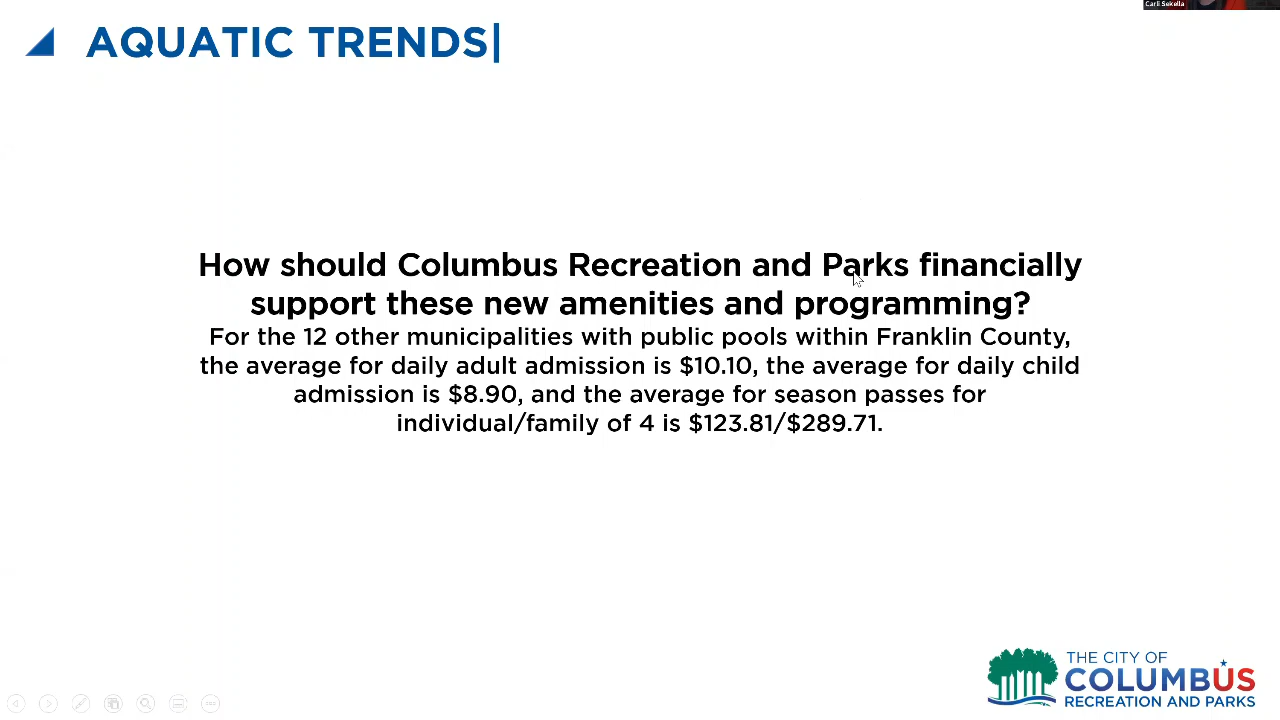 Carli Sekella
AQUATIC TRENDS|
How should Columbus Recreation and Parks financially
support these new amenities and programming?
For the 12 other municipalities with public pools within Franklin County,
the average for daily adult admission is $10.10, the average for daily child
admission is $8.90, and the average for season passes for
individual/family of 4 is $123.81/$289.71.
THE CITY OF
COLUMBUS
RECREATION AND PARKS